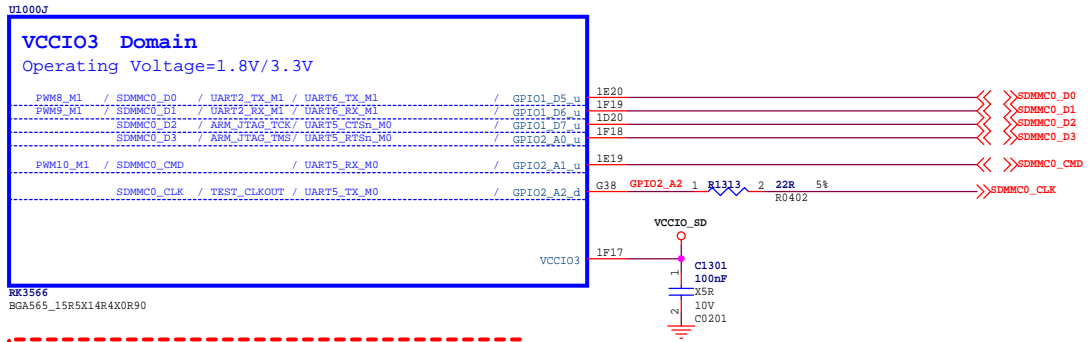 U1000J
VCCIO3 Domain
Operating Voltage=1.8V/3.3V
PWM8_M1 / SDMMC0_D0 / UART2_TX_M1 / UART6_TX_M1 / GPIO1_D5_u 1E20 SDMMC0_D0
PWM9_M1 / SDMMC0_D1 / UART2_RX_M1 / UART6_RX_M1 / GPIO1_D6_u 1F19 SDMMC0_D1
SDMMC0_D2 / ARM_JTAG_TCK/ UART5_CTSn_M0 / GPIO1_D7_u 1D20 SDMMC0_D2
SDMMC0_D3 / ARM_JTAG_TMS/ UART5_RTSn_M0 / GPIO2_A0_u 1F18 SDMMC0_D3
PWM10_M1 / SDMMC0_CMD / UART5_RX_M0 / GPIO2_A1_u 1E19 SDMMC0_CMD
SDMMC0_CLK / TEST_CLKOUT / UART5_TX_M0 / GPIO2_A2_d G38 GPIO2_A2 1 R1313 2 22R 5% SDMMC0_CLK
R0402
VCCIO_SD
VCCIO3 1F17
1 C1301
100nF
X5R
10V
2 C0201
RK3566
BGA565_15R5X14R4X0R90